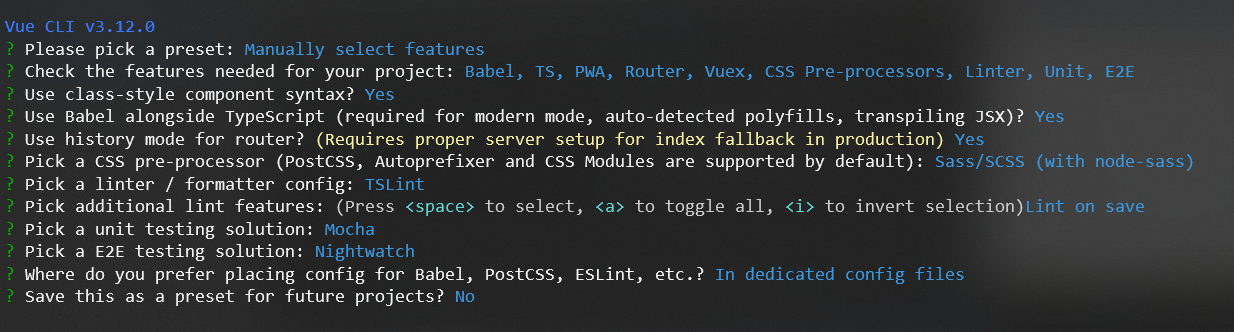 Vue CLI v3.12.0
? Please pick a preset: Manually select features
? Check the features needed for your project: Babel, TS, PWA, Router, Vuex, CSS Pre-processors, Linter, Unit, E2E
? Use class-style component syntax? Yes
? Use Babel alongside TypeScript (required for modern mode, auto-detected polyfills, transpiling JSX)? Yes
? Use history mode for router? (Requires proper server setup for index fallback in production) Yes
? Pick a CSS pre-processor (PostCSS, Autoprefixer and CSS Modules are supported by default): Sass/SCSS (with node-sass)
? Pick a linter / formatter config: TSLint
? Pick additional lint features: (Press <space> to select, <a> to toggle all, <i> to invert selection)Lint on save
? Pick a unit testing solution: Mocha
? Pick a E2E testing solution: Nightwatch
? Where do you prefer placing config for Babel, PostCSS, ESLint, etc.? In dedicated config files
? Save this as a preset for future projects? No